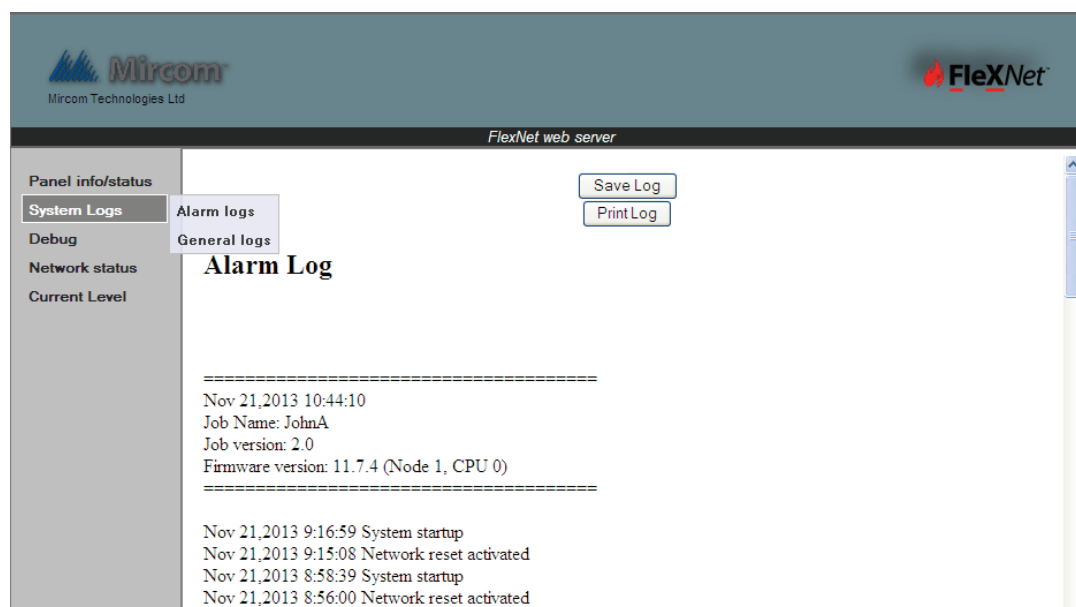 Mircom
Mircom Technologies Ltd
FleXNet™
FlexNet web server
Panel info/status
System Logs
Debug
Network status
Current Level
Alarm logs
General logs
Save Log
Print Log
Alarm Log
======================================
Nov 21,2013 10:44:10
Job Name: JohnA
Job version: 2.0
Firmware version: 11.7.4 (Node 1, CPU 0)
======================================
Nov 21,2013 9:16:59 System startup
Nov 21,2013 9:15:08 Network reset activated
Nov 21,2013 8:58:39 System startup
Nov 21,2013 8:56:00 Network reset activated